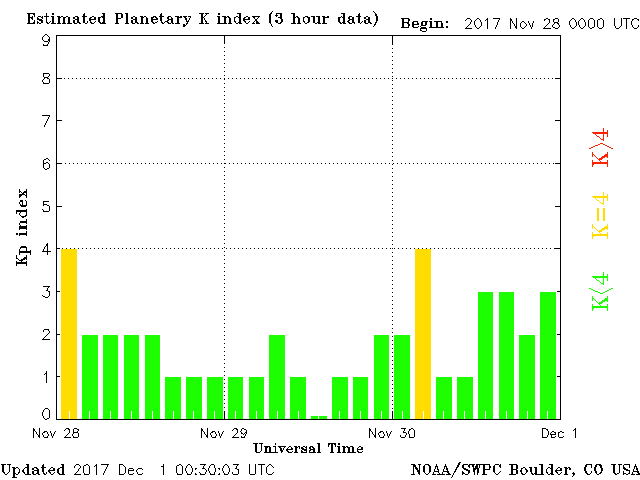 Estimated Planetary K index (3 hour data)
Begin: 2017 Nov 28 0000 UTC
9
8
7
6
5
4
3
2
1
0
Kp index
K>4
K=4
K<4
Nov 28
Nov 29
Nov 30
Dec 1
Universal Time
Updated 2017 Dec 1 00:30:03 UTC
NOAA/SWPC Boulder, CO USA